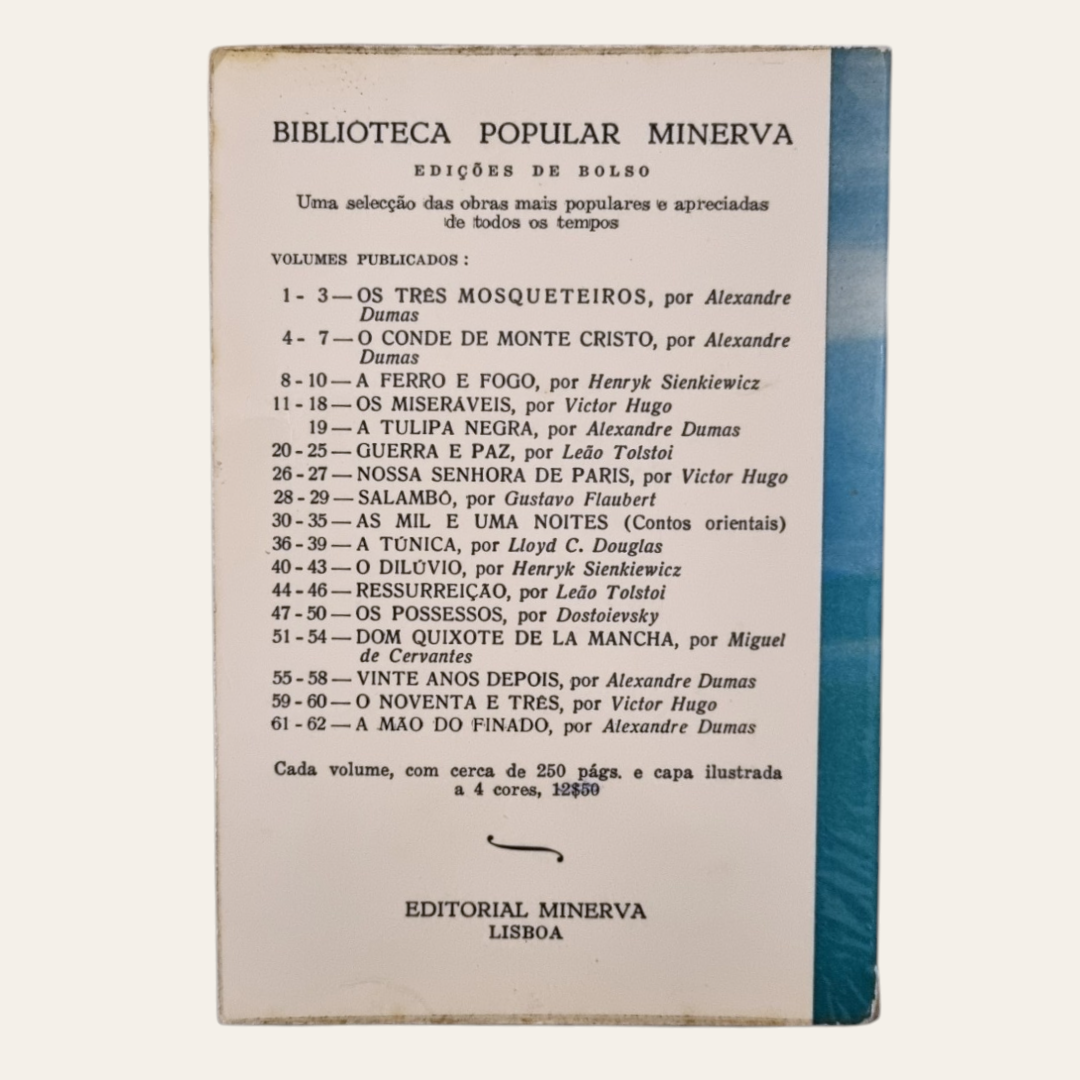 BIBLIOTECA POPULAR MINERVA
EDIÇÕES DE BOLSO
Uma selecção das obras mais populares e apreciadas
de todos os tempos
VOLUMES PUBLICADOS :
1 - 3 — OS TRÊS MOSQUETEIROS, por Alexandre
Dumas
4 - 7 — O CONDE DE MONTE CRISTO, por Alexandre
Dumas
8 - 10 — A FERRO E FOGO, por Henryk Sienkiewicz
11 - 18 — OS MISERÁVEIS, por Victor Hugo
19 — A TULIPA NEGRA, por Alexandre Dumas
20 - 25 — GUERRA E PAZ, por Leão Tolstoi
26 - 27 — NOSSA SENHORA DE PARIS, por Victor Hugo
28 - 29 — SALAMBÔ, por Gustavo Flaubert
30 - 35 — AS MIL E UMA NOITES (Contos orientais)
36 - 39 — A TÚNICA, por Lloyd C. Douglas
40 - 43 — O DILÚVIO, por Henryk Sienkiewicz
44 - 46 — RESSURREIÇÃO, por Leão Tolstoi
47 - 50 — OS POSSESSOS, por Dostoievsky
51 - 54 — DOM QUIXOTE DE LA MANCHA, por Miguel
de Cervantes
55 - 58 — VINTE ANOS DEPOIS, por Alexandre Dumas
59 - 60 — O NOVENTA E TRÊS, por Victor Hugo
61 - 62 — A MÃO DO FINADO, por Alexandre Dumas
Cada volume, com cerca de 250 págs. e capa ilustrada
a 4 cores, 12$50
EDITORIAL MINERVA
LISBOA